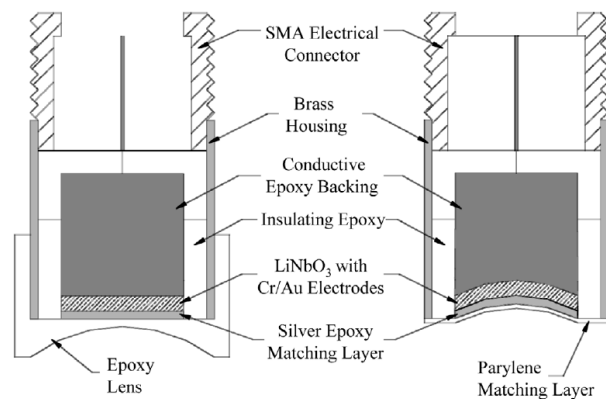 SMA Electrical
Connector
Brass
Housing
Conductive
Epoxy Backing
Insulating Epoxy
LiNbO₃ with
Cr/Au Electrodes
Silver Epoxy
Matching Layer
Epoxy
Lens
Parylene
Matching Layer